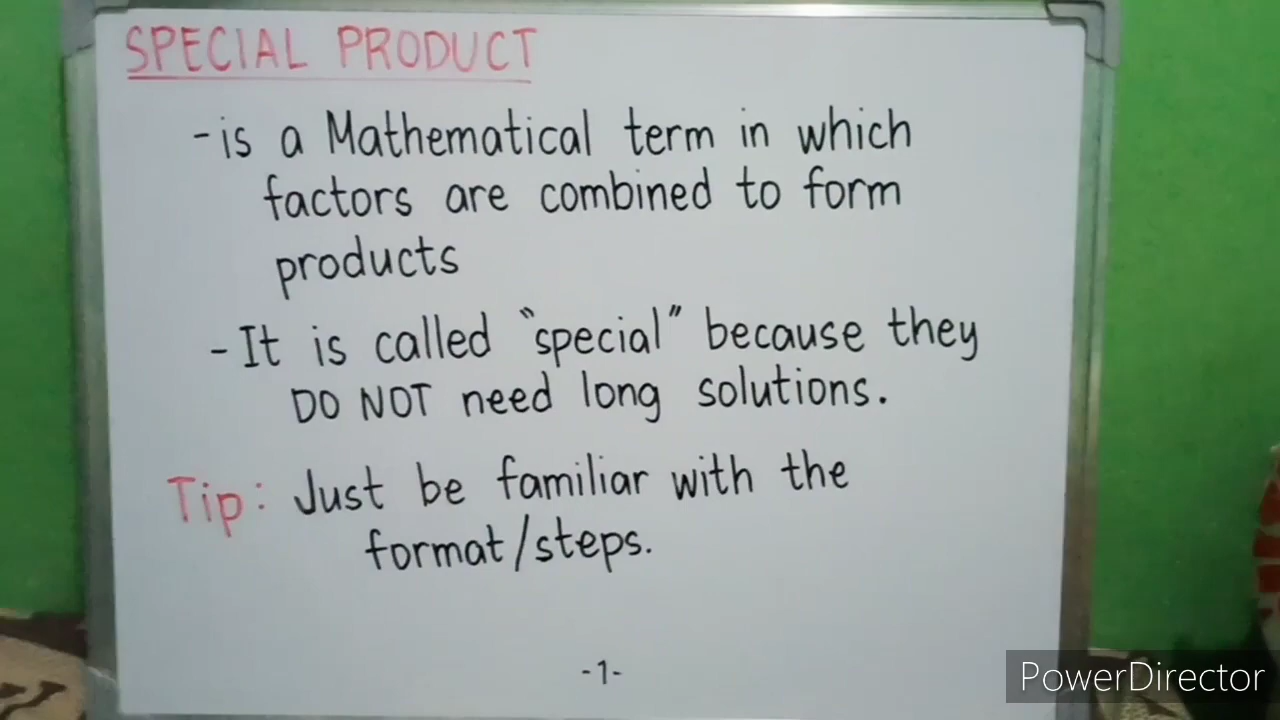 SPECIAL PRODUCT
- is a Mathematical term in which
factors are combined to form
products
- It is called "special" because they
DO NOT need long solutions.
Tip: Just be familiar with the
format/steps.
-1-
PowerDirector